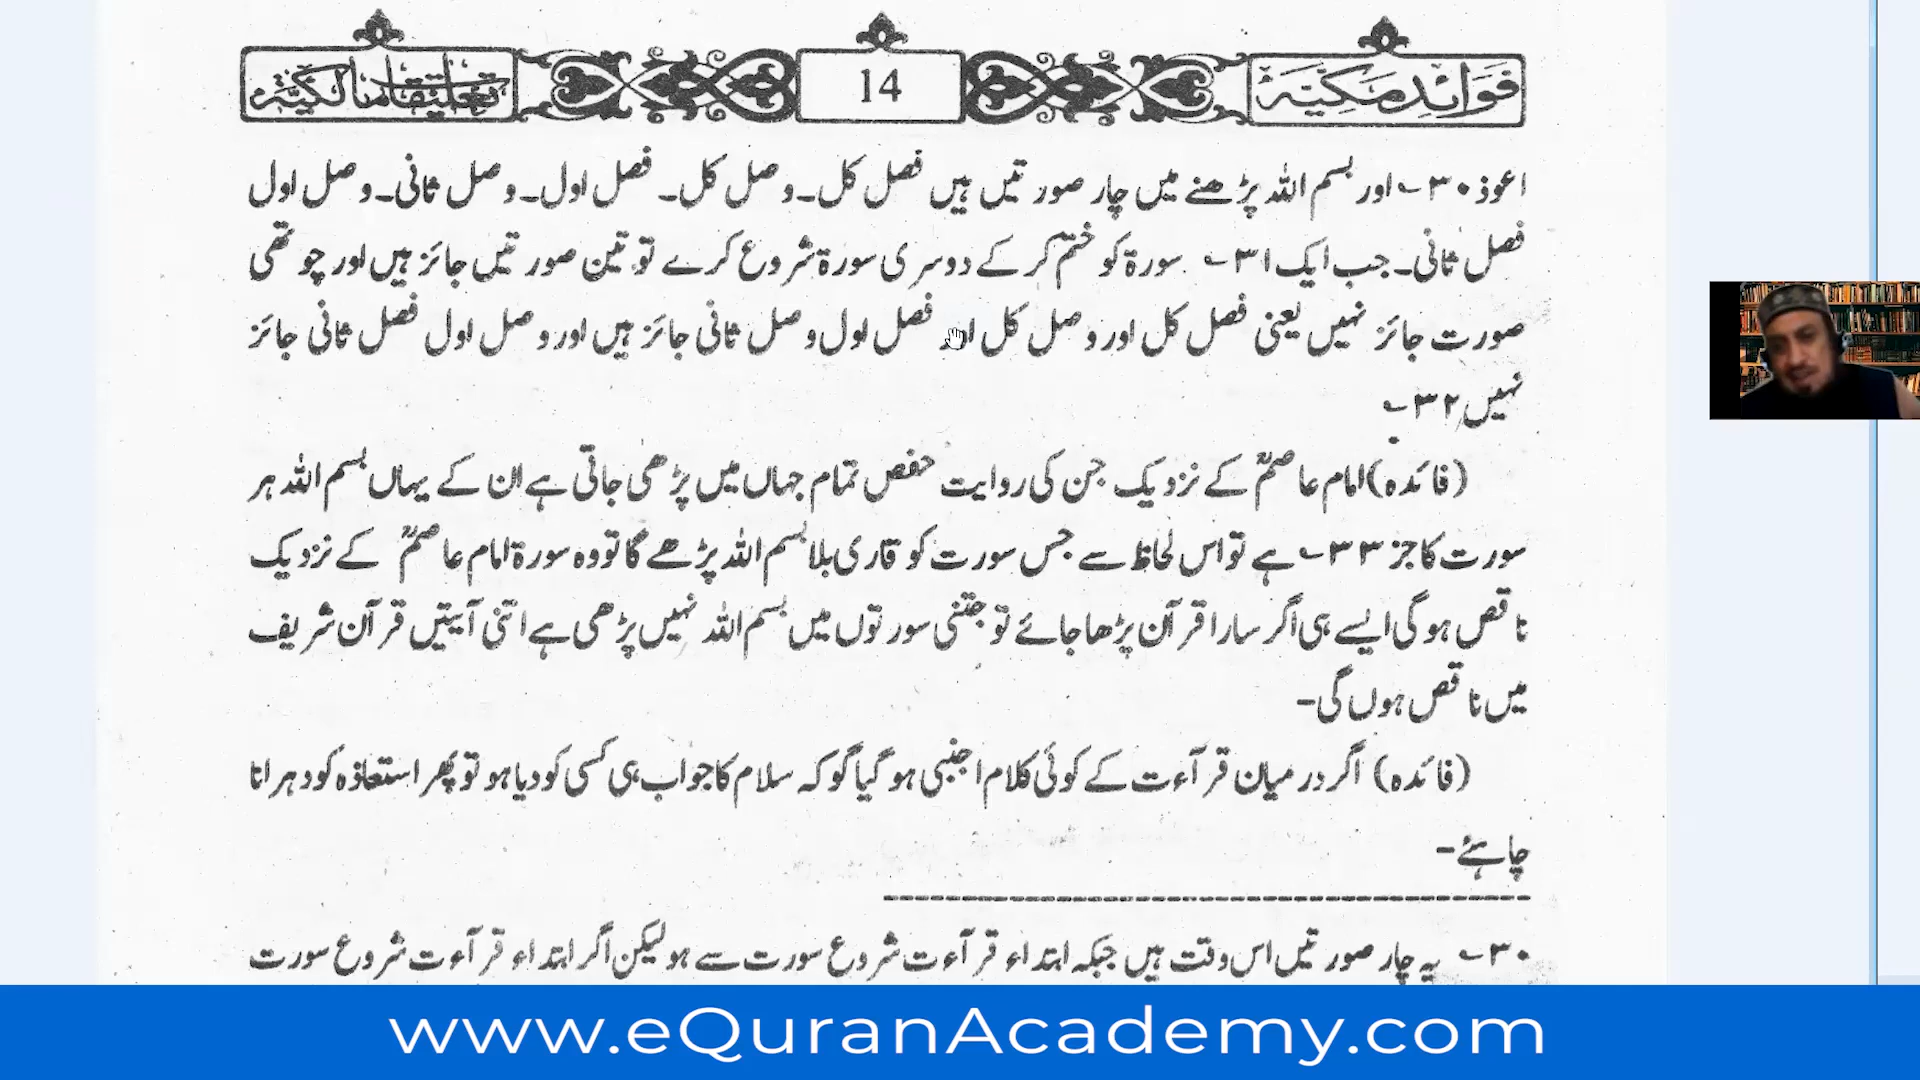 فَوَائِدِ مَکِّیَّہ
14
اعوذ ۳۰؎ اور بسم اللہ پڑھنے میں چار صورتیں ہیں فصل کل۔ وصل کل۔ فصل اول۔ وصل ثانی۔ وصل اول
فصل ثانی۔ جب ایک ۳۱؎ سورۃ کو ختم کر کے دوسری سورۃ شروع کرے تو تین صورتیں جائز ہیں اور چوتھی
صورت جائز نہیں یعنی فصل کل اور وصل کل اور فصل اول وصل ثانی جائز ہیں اور وصل اول فصل ثانی جائز
نہیں ۳۲؎
(فائدہ) امام عاصمؒ کے نزدیک جن کی روایت حفص تمام جہاں میں پڑھی جاتی ہے ان کے یہاں بسم اللہ ہر
سورت کا جز ۳۳؎ ہے تو اس لحاظ سے جس سورت کو قاری بلا بسم اللہ پڑھے گا تو وہ سورۃ امام عاصمؒ کے نزدیک
ناقص ہوگی ایسے ہی اگر سارا قرآن پڑھا جائے تو جتنی سورتوں میں بسم اللہ نہیں پڑھی ہے اتنی آیتیں قرآن شریف
میں ناقص ہوں گی-
(فائدہ) اگر درمیان قرآءت کے کوئی کلام اجنبی ہو گیا گو کہ سلام کا جواب ہی کسی کو دیا ہو تو پھر استعاذہ کو دہرانا
چاہئے-
۳۰؎ یہ چار صورتیں اس وقت ہیں جبکہ ابتداء قرآءت شروع سورت سے ہو لیکن اگر ابتداء قرآءت شروع سورت
www.eQuranAcademy.com